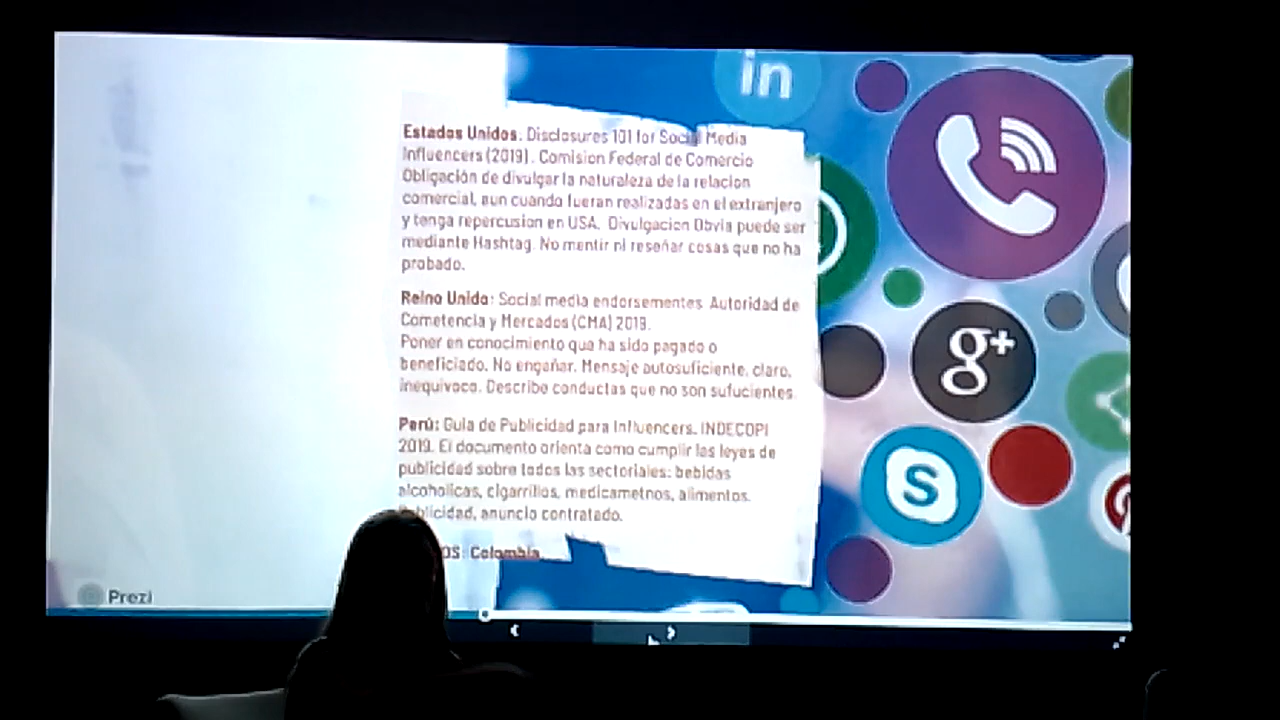 in
Estados Unidos: Disclosures 101 for Social Media
Influencers (2019). Comision Federal de Comercio
Obligación de divulgar la naturaleza de la relacion
comercial, aun cuando fueran realizadas en el extranjero
y tenga repercusion en USA. Divulgacion Obvia puede ser
mediante Hashtag. No mentir ni reseñar cosas que no ha
probado.
Reino Unido: Social media endorsementes. Autoridad de
Cometencia y Mercados (CMA) 2019.
Poner en conocimiento que ha sido pagado o
beneficiado. No engañar. Mensaje autosuficiente, claro,
inequivoco. Describe conductas que no son sufucientes.
g+
Perú: Guia de Publicidad para Influencers. INDECOPI
2019. El documento orienta como cumplir las leyes de
publicidad sobre todos las sectoriales: bebidas
alcoholicas, cigarrillos, medicametnos, alimentos.
Publicidad, anuncio contratado.
S
OS: Colombia
Prezi